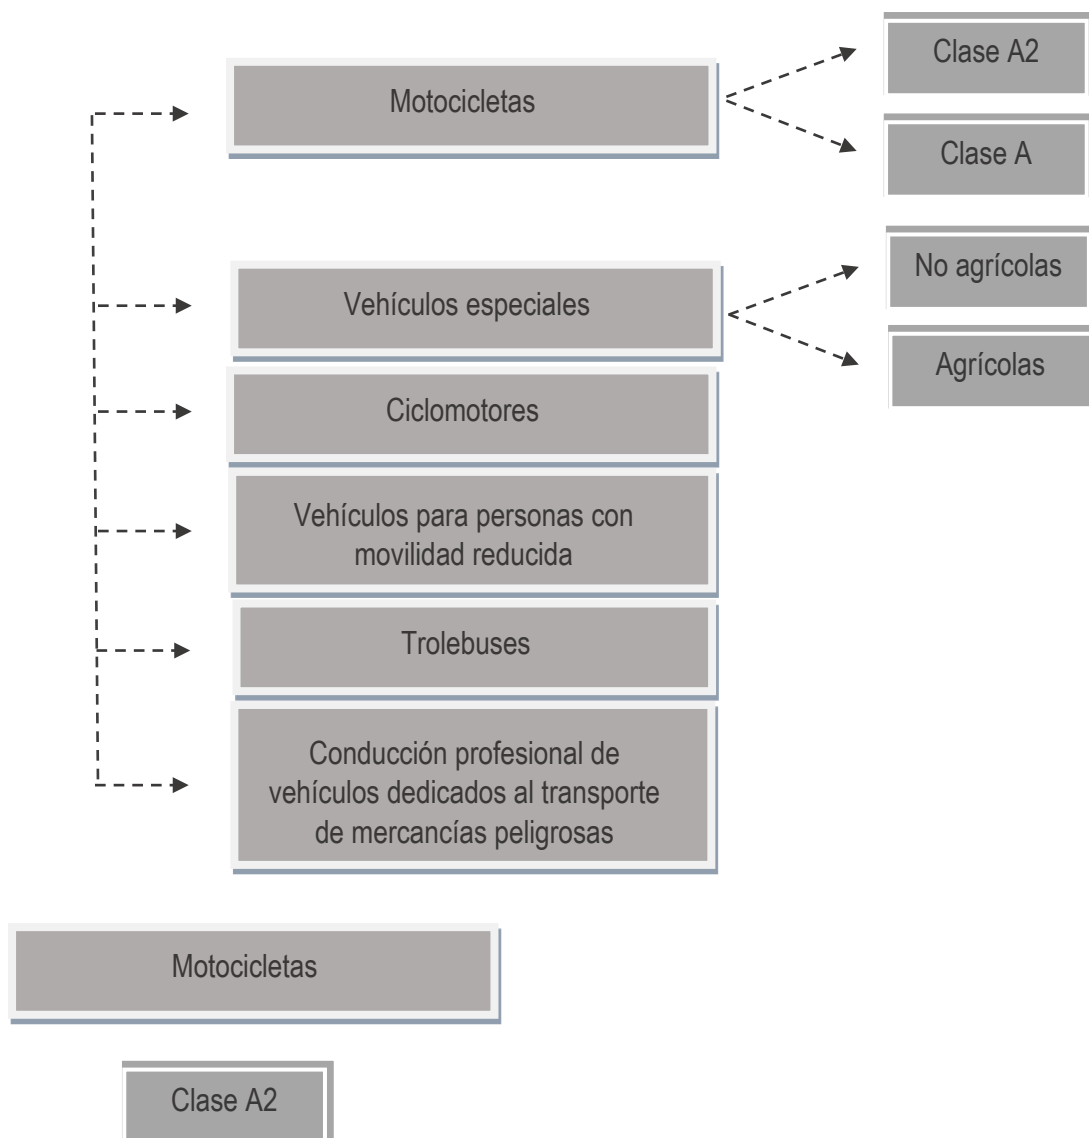 Motocicletas
Clase A2
Clase A
Vehículos especiales
No agrícolas
Agrícolas
Ciclomotores
Vehículos para personas con
movilidad reducida
Trolebuses
Conducción profesional de
vehículos dedicados al transporte
de mercancías peligrosas
Motocicletas
Clase A2